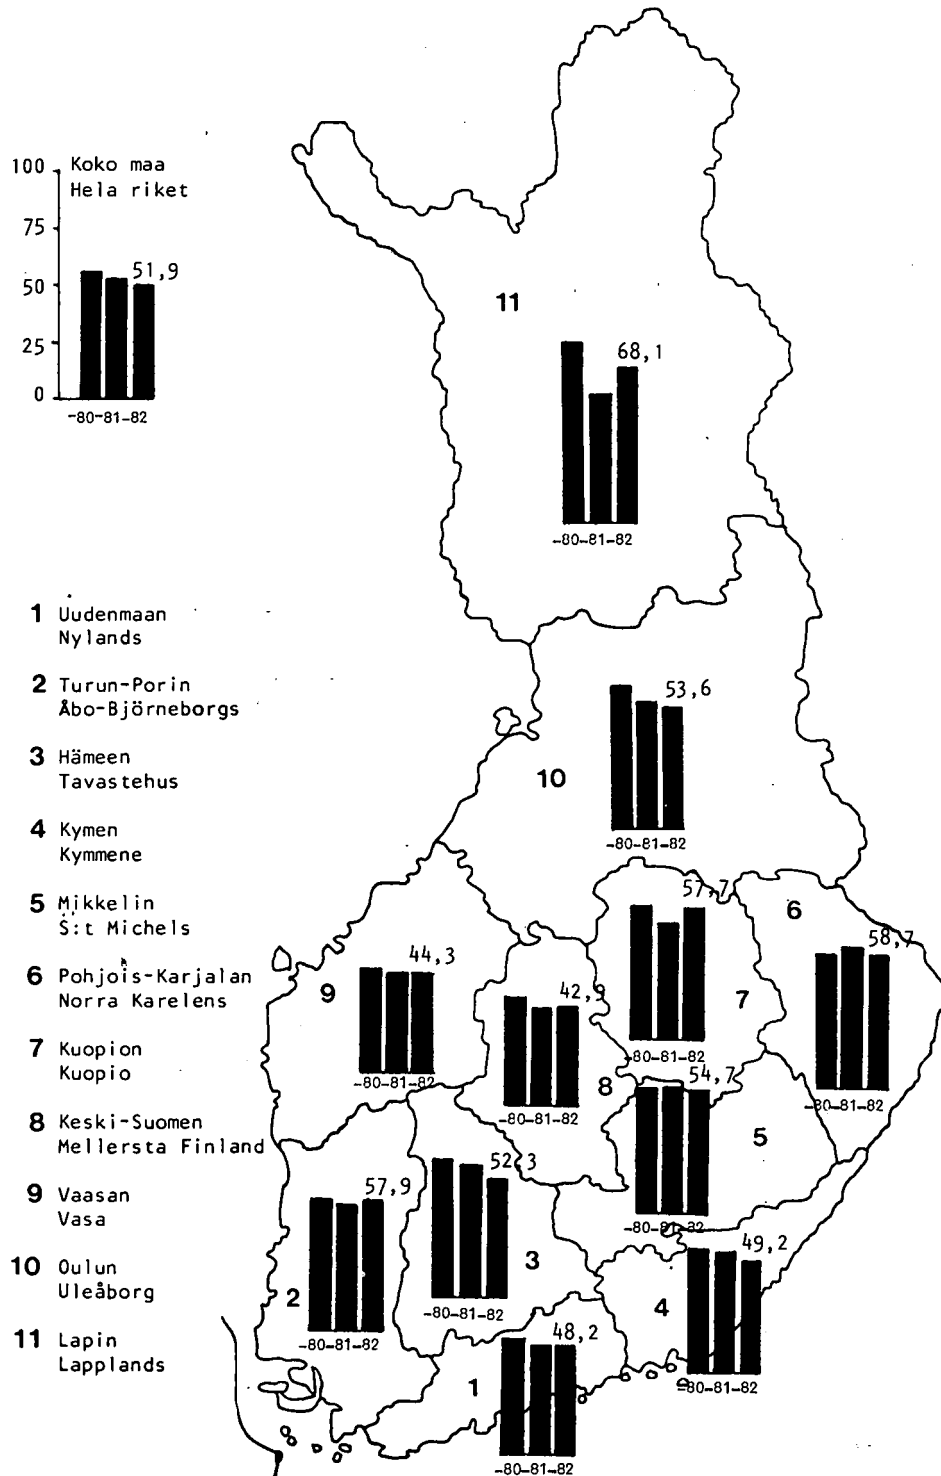 100
Koko maa
Hela riket
75
51,9
50
25
0
-80-81-82
11
68,1
-80-81-82
1 Uudenmaan
Nylands
2 Turun-Porin
Åbo-Björneborgs
3 Hämeen
Tavastehus
4 Kymen
Kymmene
5 Mikkelin
S:t Michels
6 Pohjois-Karjalan
Norra Karelens
7 Kuopion
Kuopio
8 Keski-Suomen
Mellersta Finland
9 Vaasan
Vasa
10 Oulun
Uleåborg
11 Lapin
Lapplands
53,6
10
-80-81-82
57,7
7
-80-81-82
6
58,7
-80-81-82
44,3
9
-80-81-82
42,9
8
-80-81-82
54,7
5
-80-81-82
57,9
2
-80-81-82
52,3
3
-80-81-82
49,2
4
-80-81-82
48,2
1
-80-81-82